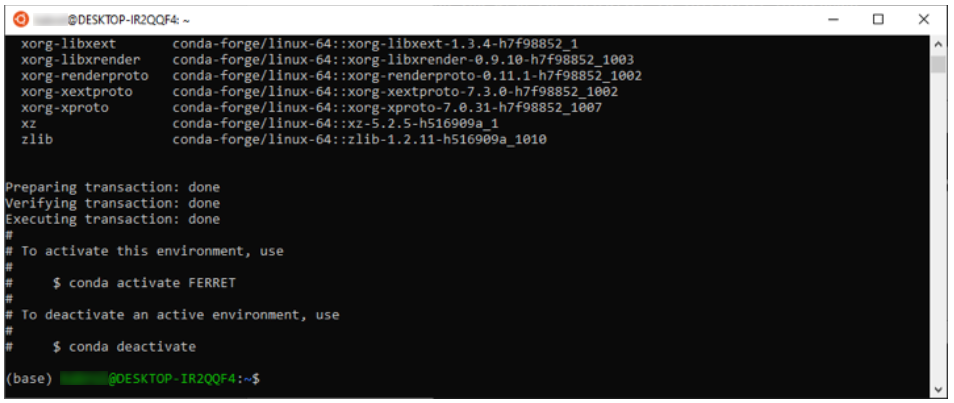 @DESKTOP-IR2QQF4: ~
xorg-libxext conda-forge/linux-64::xorg-libxext-1.3.4-h7f98852_1
xorg-libxrender conda-forge/linux-64::xorg-libxrender-0.9.10-h7f98852_1003
xorg-renderproto conda-forge/linux-64::xorg-renderproto-0.11.1-h7f98852_1002
xorg-xextproto conda-forge/linux-64::xorg-xextproto-7.3.0-h7f98852_1002
xorg-xproto conda-forge/linux-64::xorg-xproto-7.0.31-h7f98852_1007
xz conda-forge/linux-64::xz-5.2.5-h516909a_1
zlib conda-forge/linux-64::zlib-1.2.11-h516909a_1010
Preparing transaction: done
Verifying transaction: done
Executing transaction: done
#
# To activate this environment, use
#
# $ conda activate FERRET
#
# To deactivate an active environment, use
#
# $ conda deactivate
(base) @DESKTOP-IR2QQF4:~$